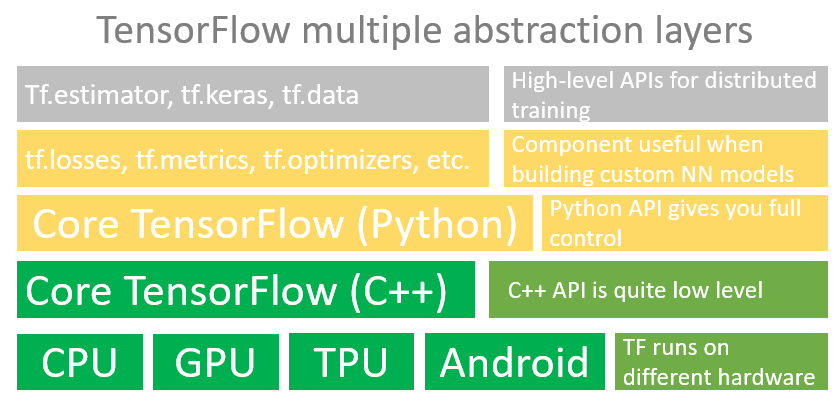 TensorFlow multiple abstraction layers
Tf.estimator, tf.keras, tf.data
High-level APIs for distributed
training
tf.losses, tf.metrics, tf.optimizers, etc.
Component useful when
building custom NN models
Core TensorFlow (Python)
Python API gives you full
control
Core TensorFlow (C++)
C++ API is quite low level
CPU
GPU
TPU
Android
TF runs on
different hardware